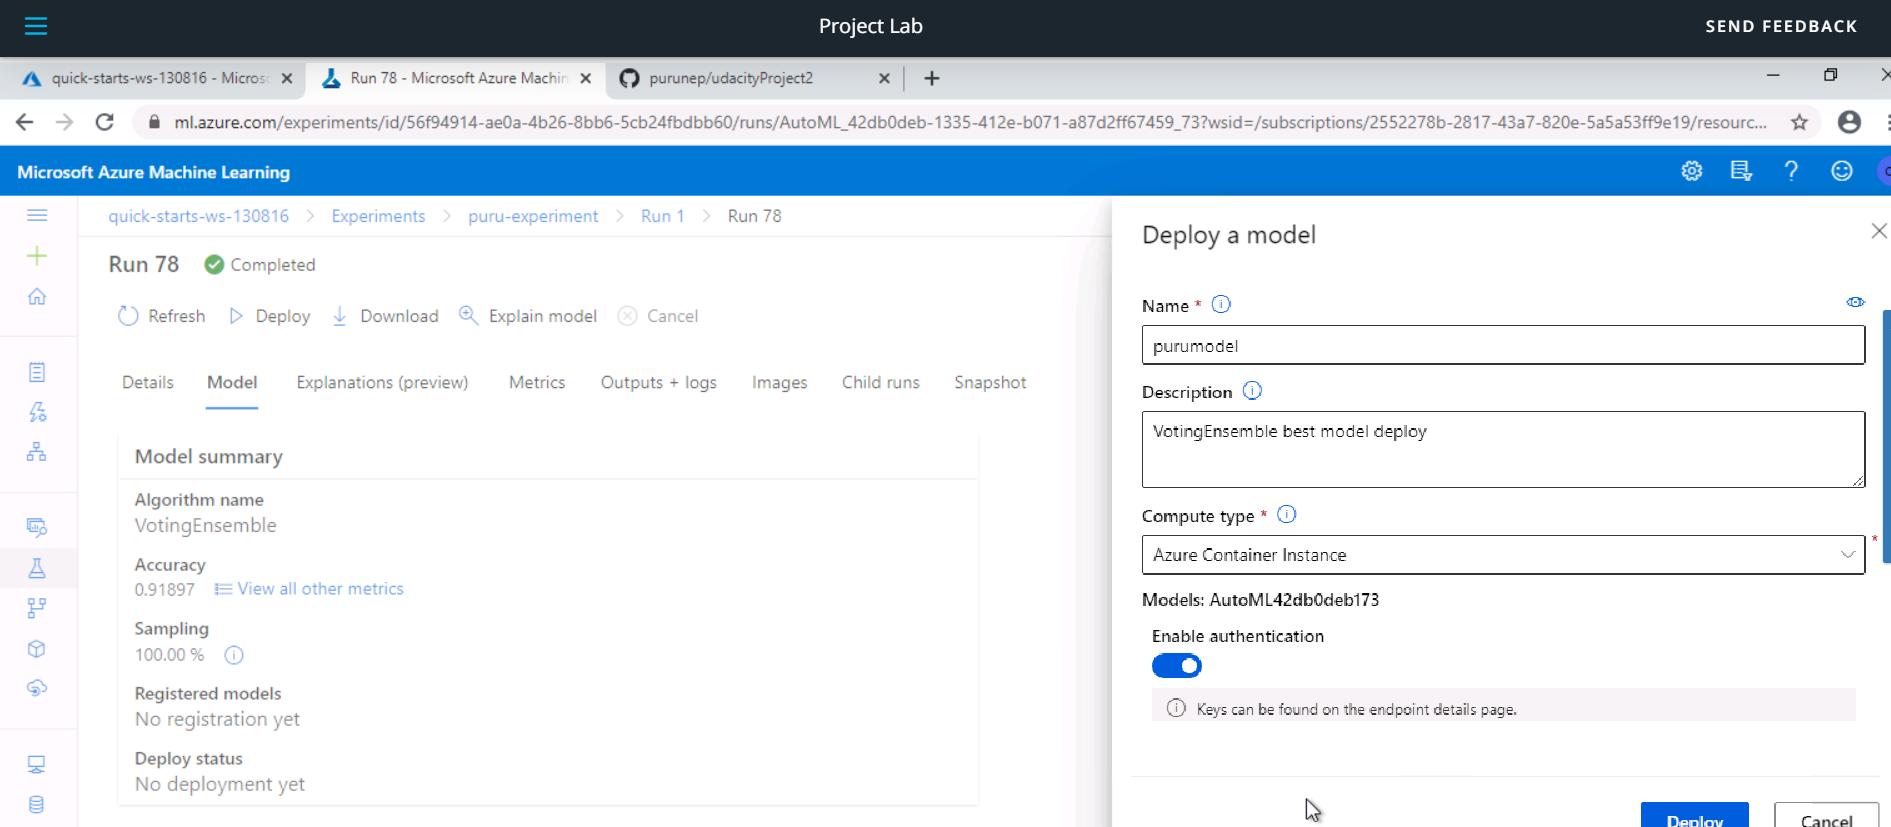 Project Lab
SEND FEEDBACK
quick-starts-ws-130816 - Micros
Run 78 - Microsoft Azure Machin
purunep/udacityProject2
ml.azure.com/experiments/id/56f94914-ae0a-4b26-8bb6-5cb24fbdbb60/runs/AutoML_42db0deb-1335-412e-b071-a87d2ff67459_73?wsid=/subscriptions/2552278b-2817-43a7-820e-5a5a53ff9e19/resourc...
Microsoft Azure Machine Learning
quick-starts-ws-130816 > Experiments > puru-experiment > Run 1 > Run 78
Run 78
Completed
Refresh Deploy Download Explain model Cancel
Details Model Explanations (preview) Metrics Outputs + logs Images Child runs Snapshot
Model summary
Algorithm name
VotingEnsemble
Accuracy
0.91897 View all other metrics
Sampling
100.00 %
Registered models
No registration yet
Deploy status
No deployment yet
Deploy a model
Name *
purumodel
Description
VotingEnsemble best model deploy
Compute type *
Azure Container Instance
*
Models: AutoML42db0deb173
Enable authentication
Keys can be found on the endpoint details page.
Deploy Cancel